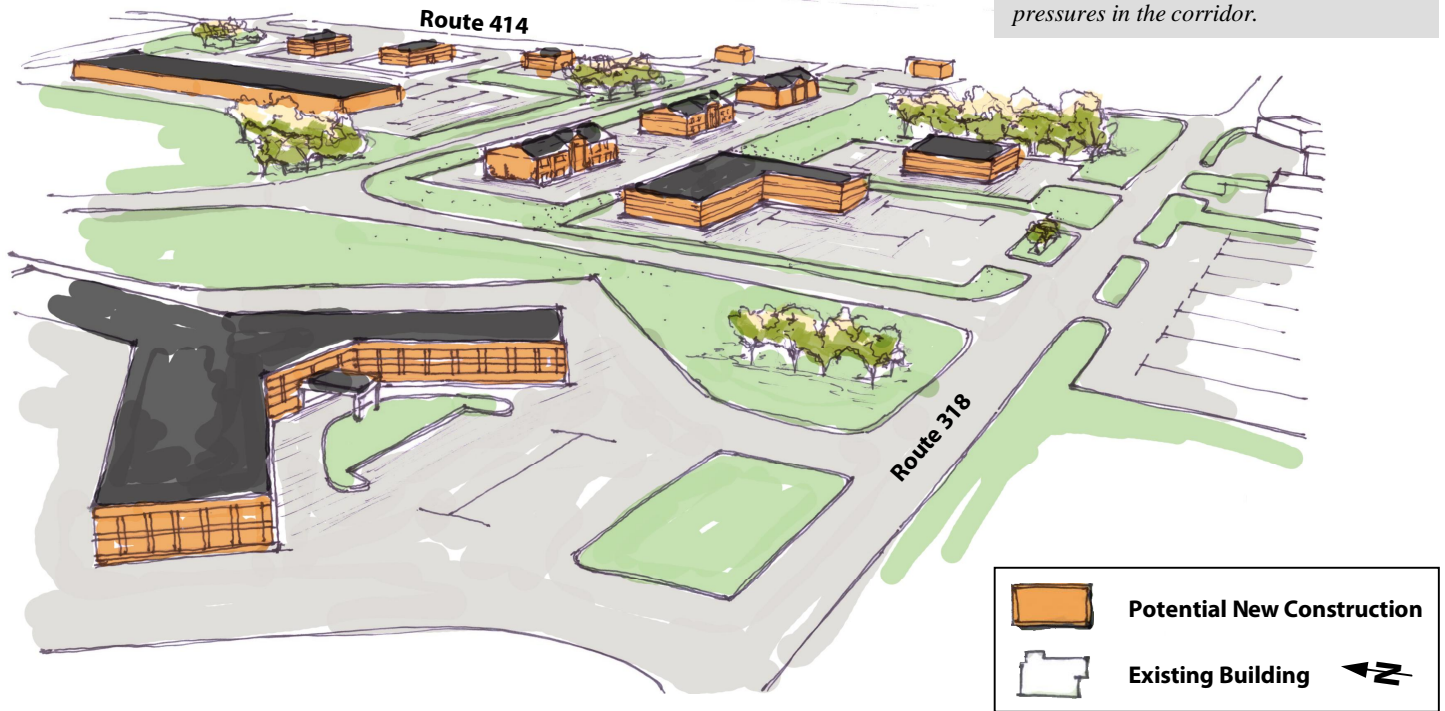 pressures in the corridor.
Route 414
Route 318
Potential New Construction
Existing Building
N